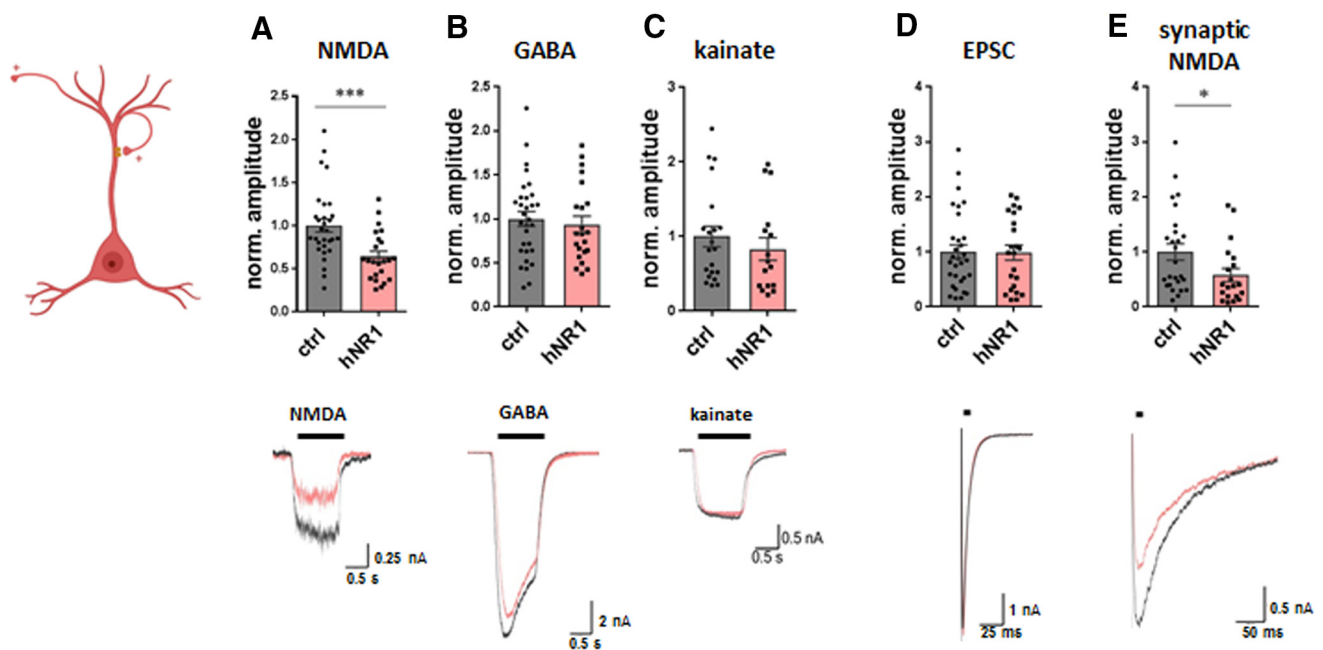 A
NMDA
norm. amplitude
2.5
2.0
1.5
1.0
0.5
0.0
***
ctrl
hNR1
B
GABA
norm. amplitude
2.5
2.0
1.5
1.0
0.5
0.0
ctrl
hNR1
C
kainate
norm. amplitude
3
2
1
0
ctrl
hNR1
D
EPSC
norm. amplitude
4
3
2
1
0
ctrl
hNR1
E
synaptic
NMDA
norm. amplitude
4
3
2
1
0
*
ctrl
hNR1
+
+
NMDA
0.25 nA
0.5 s
GABA
2 nA
0.5 s
kainate
0.5 nA
0.5 s
1 nA
25 ms
0.5 nA
50 ms